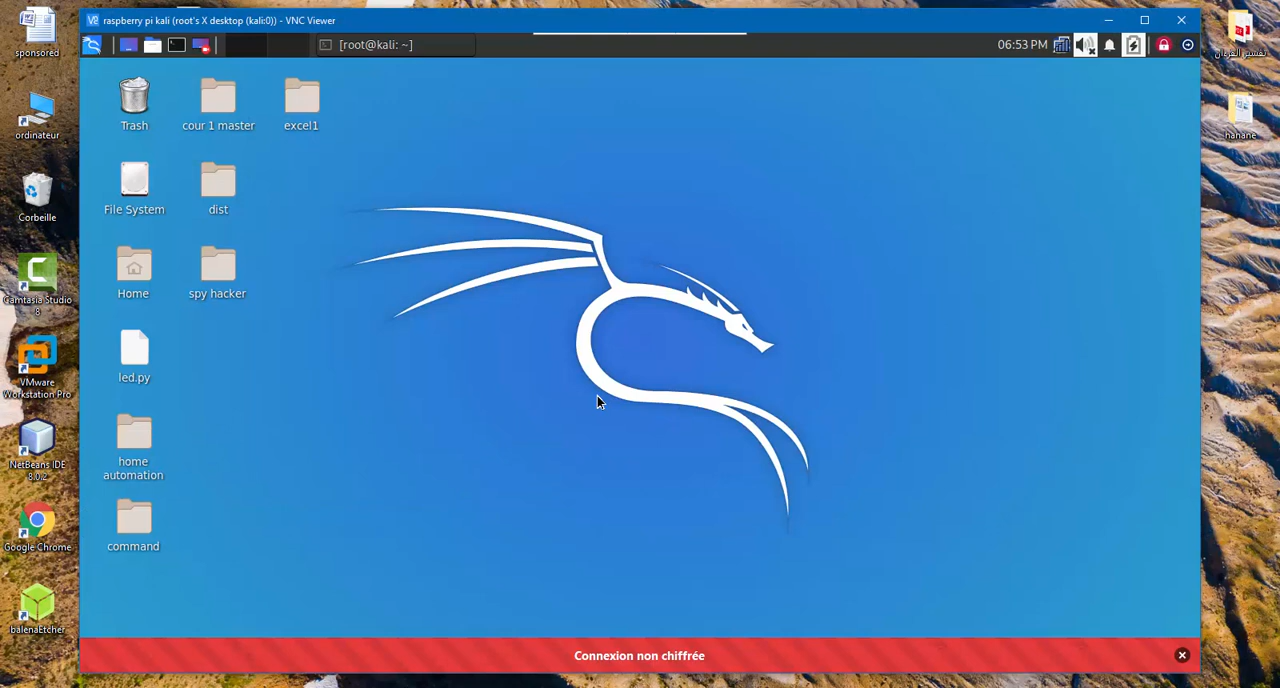 raspberry pi kali (root's X desktop (kali:0)) - VNC Viewer
[root@kali: ~]
06:53 PM
sponsored
ordinateur
Corbeille
Camtasia Studio
8
VMware
Workstation Pro
NetBeans IDE
8.0.2
Google Chrome
balenaEtcher
Trash
cour 1 master
excel1
File System
dist
Home
spy hacker
led.py
home
automation
command
تفسير القرءان
hanane
Connexion non chiffrée